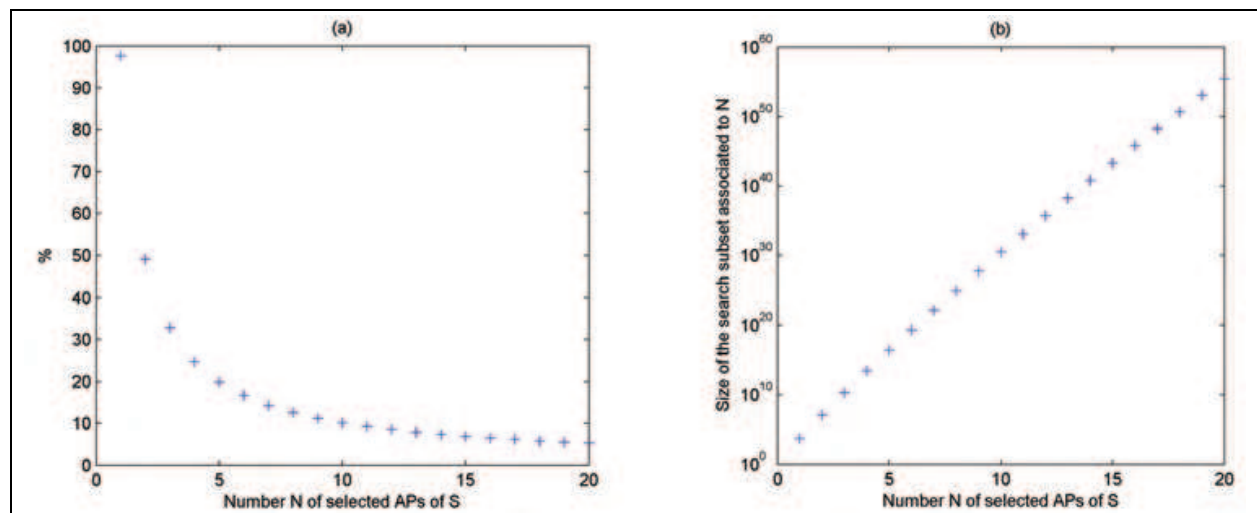 (a)
100
90
80
70
60
50
40
30
20
10
0
%
0 5 10 15 20
Number N of selected APs of S
(b)
10^60
10^50
10^40
10^30
10^20
10^10
10^0
Size of the search subset associated to N
0 5 10 15 20
Number N of selected APs of S